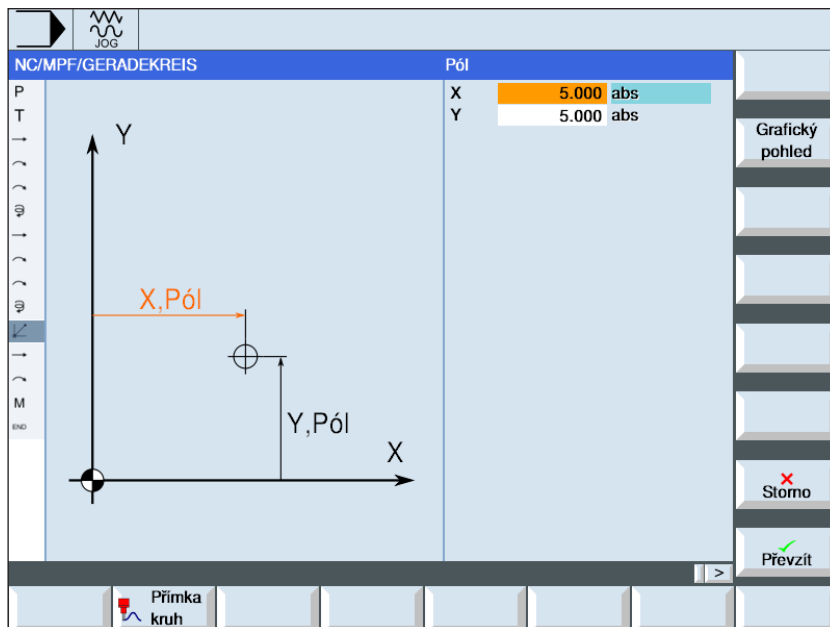 JOG
NC/MPF/GERADEKREIS
Pól
P
T
M
END
Y
X,Pól
Y,Pól
X
X 5.000 abs
Y 5.000 abs
Grafický
pohled
Storno
Převzít
>
Přímka
kruh